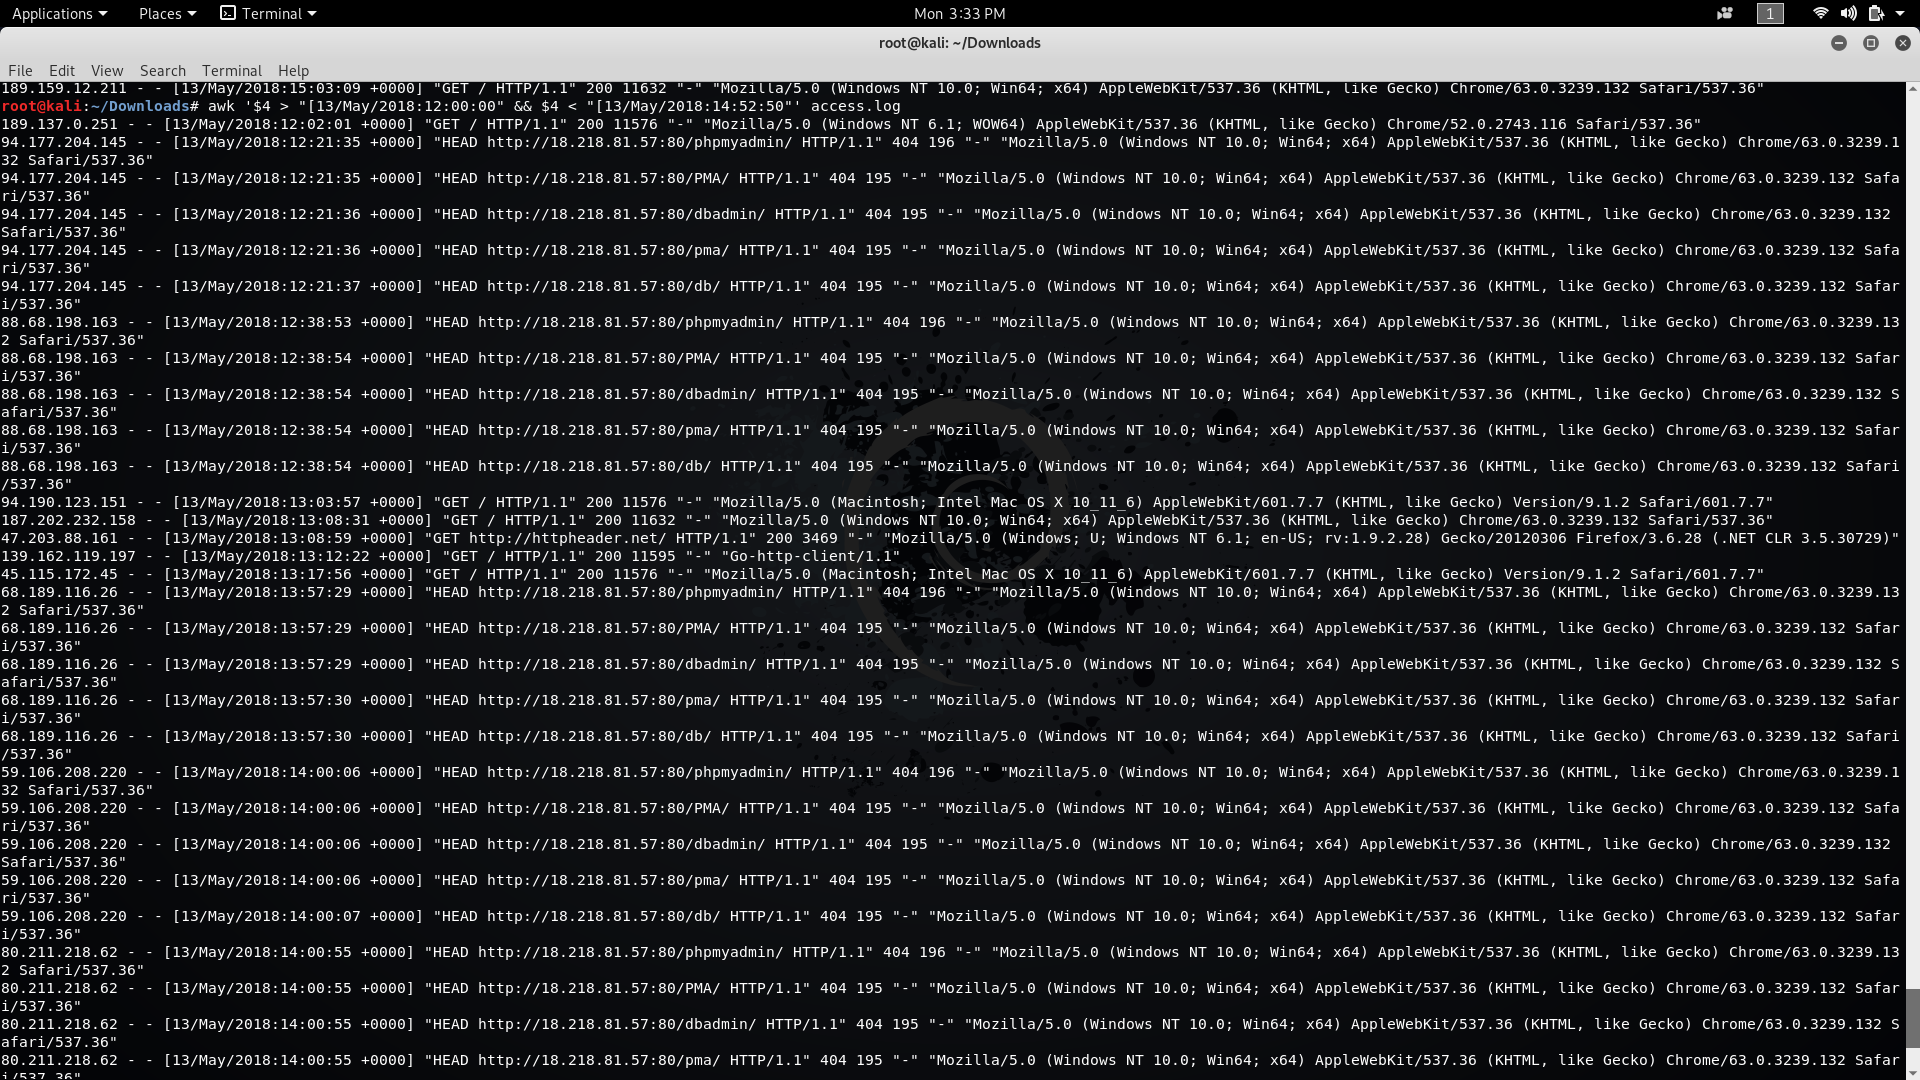 Applications Places Terminal Mon 3:33 PM 1
root@kali: ~/Downloads
File Edit View Search Terminal Help
189.159.12.211 - - [13/May/2018:15:03:09 +0000] "GET / HTTP/1.1" 200 11632 "-" "Mozilla/5.0 (Windows NT 10.0; Win64; x64) AppleWebKit/537.36 (KHTML, like Gecko) Chrome/63.0.3239.132 Safari/537.36"
root@kali:~/Downloads# awk '$4 > "[13/May/2018:12:00:00" && $4 < "[13/May/2018:14:52:50"' access.log
189.137.0.251 - - [13/May/2018:12:02:01 +0000] "GET / HTTP/1.1" 200 11576 "-" "Mozilla/5.0 (Windows NT 6.1; WOW64) AppleWebKit/537.36 (KHTML, like Gecko) Chrome/52.0.2743.116 Safari/537.36"
94.177.204.145 - - [13/May/2018:12:21:35 +0000] "HEAD http://18.218.81.57:80/phpmyadmin/ HTTP/1.1" 404 196 "-" "Mozilla/5.0 (Windows NT 10.0; Win64; x64) AppleWebKit/537.36 (KHTML, like Gecko) Chrome/63.0.3239.1
32 Safari/537.36"
94.177.204.145 - - [13/May/2018:12:21:35 +0000] "HEAD http://18.218.81.57:80/PMA/ HTTP/1.1" 404 195 "-" "Mozilla/5.0 (Windows NT 10.0; Win64; x64) AppleWebKit/537.36 (KHTML, like Gecko) Chrome/63.0.3239.132 Safa
ri/537.36"
94.177.204.145 - - [13/May/2018:12:21:36 +0000] "HEAD http://18.218.81.57:80/dbadmin/ HTTP/1.1" 404 195 "-" "Mozilla/5.0 (Windows NT 10.0; Win64; x64) AppleWebKit/537.36 (KHTML, like Gecko) Chrome/63.0.3239.132
Safari/537.36"
94.177.204.145 - - [13/May/2018:12:21:36 +0000] "HEAD http://18.218.81.57:80/pma/ HTTP/1.1" 404 195 "-" "Mozilla/5.0 (Windows NT 10.0; Win64; x64) AppleWebKit/537.36 (KHTML, like Gecko) Chrome/63.0.3239.132 Safa
ri/537.36"
94.177.204.145 - - [13/May/2018:12:21:37 +0000] "HEAD http://18.218.81.57:80/db/ HTTP/1.1" 404 195 "-" "Mozilla/5.0 (Windows NT 10.0; Win64; x64) AppleWebKit/537.36 (KHTML, like Gecko) Chrome/63.0.3239.132 Safar
i/537.36"
88.68.198.163 - - [13/May/2018:12:38:53 +0000] "HEAD http://18.218.81.57:80/phpmyadmin/ HTTP/1.1" 404 196 "-" "Mozilla/5.0 (Windows NT 10.0; Win64; x64) AppleWebKit/537.36 (KHTML, like Gecko) Chrome/63.0.3239.13
2 Safari/537.36"
88.68.198.163 - - [13/May/2018:12:38:54 +0000] "HEAD http://18.218.81.57:80/PMA/ HTTP/1.1" 404 195 "-" "Mozilla/5.0 (Windows NT 10.0; Win64; x64) AppleWebKit/537.36 (KHTML, like Gecko) Chrome/63.0.3239.132 Safar
i/537.36"
88.68.198.163 - - [13/May/2018:12:38:54 +0000] "HEAD http://18.218.81.57:80/dbadmin/ HTTP/1.1" 404 195 "-" "Mozilla/5.0 (Windows NT 10.0; Win64; x64) AppleWebKit/537.36 (KHTML, like Gecko) Chrome/63.0.3239.132 S
afari/537.36"
88.68.198.163 - - [13/May/2018:12:38:54 +0000] "HEAD http://18.218.81.57:80/pma/ HTTP/1.1" 404 195 "-" "Mozilla/5.0 (Windows NT 10.0; Win64; x64) AppleWebKit/537.36 (KHTML, like Gecko) Chrome/63.0.3239.132 Safar
i/537.36"
88.68.198.163 - - [13/May/2018:12:38:54 +0000] "HEAD http://18.218.81.57:80/db/ HTTP/1.1" 404 195 "-" "Mozilla/5.0 (Windows NT 10.0; Win64; x64) AppleWebKit/537.36 (KHTML, like Gecko) Chrome/63.0.3239.132 Safari
/537.36"
94.190.123.151 - - [13/May/2018:13:03:57 +0000] "GET / HTTP/1.1" 200 11576 "-" "Mozilla/5.0 (Macintosh; Intel Mac OS X 10_11_6) AppleWebKit/601.7.7 (KHTML, like Gecko) Version/9.1.2 Safari/601.7.7"
187.202.232.158 - - [13/May/2018:13:08:31 +0000] "GET / HTTP/1.1" 200 11632 "-" "Mozilla/5.0 (Windows NT 10.0; Win64; x64) AppleWebKit/537.36 (KHTML, like Gecko) Chrome/63.0.3239.132 Safari/537.36"
47.203.88.161 - - [13/May/2018:13:08:59 +0000] "GET http://httpheader.net/ HTTP/1.1" 200 3469 "-" "Mozilla/5.0 (Windows; U; Windows NT 6.1; en-US; rv:1.9.2.28) Gecko/20120306 Firefox/3.6.28 (.NET CLR 3.5.30729)"
139.162.119.197 - - [13/May/2018:13:12:22 +0000] "GET / HTTP/1.1" 200 11595 "-" "Go-http-client/1.1"
45.115.172.45 - - [13/May/2018:13:17:56 +0000] "GET / HTTP/1.1" 200 11576 "-" "Mozilla/5.0 (Macintosh; Intel Mac OS X 10_11_6) AppleWebKit/601.7.7 (KHTML, like Gecko) Version/9.1.2 Safari/601.7.7"
68.189.116.26 - - [13/May/2018:13:57:29 +0000] "HEAD http://18.218.81.57:80/phpmyadmin/ HTTP/1.1" 404 196 "-" "Mozilla/5.0 (Windows NT 10.0; Win64; x64) AppleWebKit/537.36 (KHTML, like Gecko) Chrome/63.0.3239.13
2 Safari/537.36"
68.189.116.26 - - [13/May/2018:13:57:29 +0000] "HEAD http://18.218.81.57:80/PMA/ HTTP/1.1" 404 195 "-" "Mozilla/5.0 (Windows NT 10.0; Win64; x64) AppleWebKit/537.36 (KHTML, like Gecko) Chrome/63.0.3239.132 Safar
i/537.36"
68.189.116.26 - - [13/May/2018:13:57:29 +0000] "HEAD http://18.218.81.57:80/dbadmin/ HTTP/1.1" 404 195 "-" "Mozilla/5.0 (Windows NT 10.0; Win64; x64) AppleWebKit/537.36 (KHTML, like Gecko) Chrome/63.0.3239.132 S
afari/537.36"
68.189.116.26 - - [13/May/2018:13:57:30 +0000] "HEAD http://18.218.81.57:80/pma/ HTTP/1.1" 404 195 "-" "Mozilla/5.0 (Windows NT 10.0; Win64; x64) AppleWebKit/537.36 (KHTML, like Gecko) Chrome/63.0.3239.132 Safar
i/537.36"
68.189.116.26 - - [13/May/2018:13:57:30 +0000] "HEAD http://18.218.81.57:80/db/ HTTP/1.1" 404 195 "-" "Mozilla/5.0 (Windows NT 10.0; Win64; x64) AppleWebKit/537.36 (KHTML, like Gecko) Chrome/63.0.3239.132 Safari
/537.36"
59.106.208.220 - - [13/May/2018:14:00:06 +0000] "HEAD http://18.218.81.57:80/phpmyadmin/ HTTP/1.1" 404 196 "-" "Mozilla/5.0 (Windows NT 10.0; Win64; x64) AppleWebKit/537.36 (KHTML, like Gecko) Chrome/63.0.3239.1
32 Safari/537.36"
59.106.208.220 - - [13/May/2018:14:00:06 +0000] "HEAD http://18.218.81.57:80/PMA/ HTTP/1.1" 404 195 "-" "Mozilla/5.0 (Windows NT 10.0; Win64; x64) AppleWebKit/537.36 (KHTML, like Gecko) Chrome/63.0.3239.132 Safa
ri/537.36"
59.106.208.220 - - [13/May/2018:14:00:06 +0000] "HEAD http://18.218.81.57:80/dbadmin/ HTTP/1.1" 404 195 "-" "Mozilla/5.0 (Windows NT 10.0; Win64; x64) AppleWebKit/537.36 (KHTML, like Gecko) Chrome/63.0.3239.132
Safari/537.36"
59.106.208.220 - - [13/May/2018:14:00:06 +0000] "HEAD http://18.218.81.57:80/pma/ HTTP/1.1" 404 195 "-" "Mozilla/5.0 (Windows NT 10.0; Win64; x64) AppleWebKit/537.36 (KHTML, like Gecko) Chrome/63.0.3239.132 Safa
ri/537.36"
59.106.208.220 - - [13/May/2018:14:00:07 +0000] "HEAD http://18.218.81.57:80/db/ HTTP/1.1" 404 195 "-" "Mozilla/5.0 (Windows NT 10.0; Win64; x64) AppleWebKit/537.36 (KHTML, like Gecko) Chrome/63.0.3239.132 Safar
i/537.36"
80.211.218.62 - - [13/May/2018:14:00:55 +0000] "HEAD http://18.218.81.57:80/phpmyadmin/ HTTP/1.1" 404 196 "-" "Mozilla/5.0 (Windows NT 10.0; Win64; x64) AppleWebKit/537.36 (KHTML, like Gecko) Chrome/63.0.3239.13
2 Safari/537.36"
80.211.218.62 - - [13/May/2018:14:00:55 +0000] "HEAD http://18.218.81.57:80/PMA/ HTTP/1.1" 404 195 "-" "Mozilla/5.0 (Windows NT 10.0; Win64; x64) AppleWebKit/537.36 (KHTML, like Gecko) Chrome/63.0.3239.132 Safar
i/537.36"
80.211.218.62 - - [13/May/2018:14:00:55 +0000] "HEAD http://18.218.81.57:80/dbadmin/ HTTP/1.1" 404 195 "-" "Mozilla/5.0 (Windows NT 10.0; Win64; x64) AppleWebKit/537.36 (KHTML, like Gecko) Chrome/63.0.3239.132 S
afari/537.36"
80.211.218.62 - - [13/May/2018:14:00:55 +0000] "HEAD http://18.218.81.57:80/pma/ HTTP/1.1" 404 195 "-" "Mozilla/5.0 (Windows NT 10.0; Win64; x64) AppleWebKit/537.36 (KHTML, like Gecko) Chrome/63.0.3239.132 Safar
i/537.36"